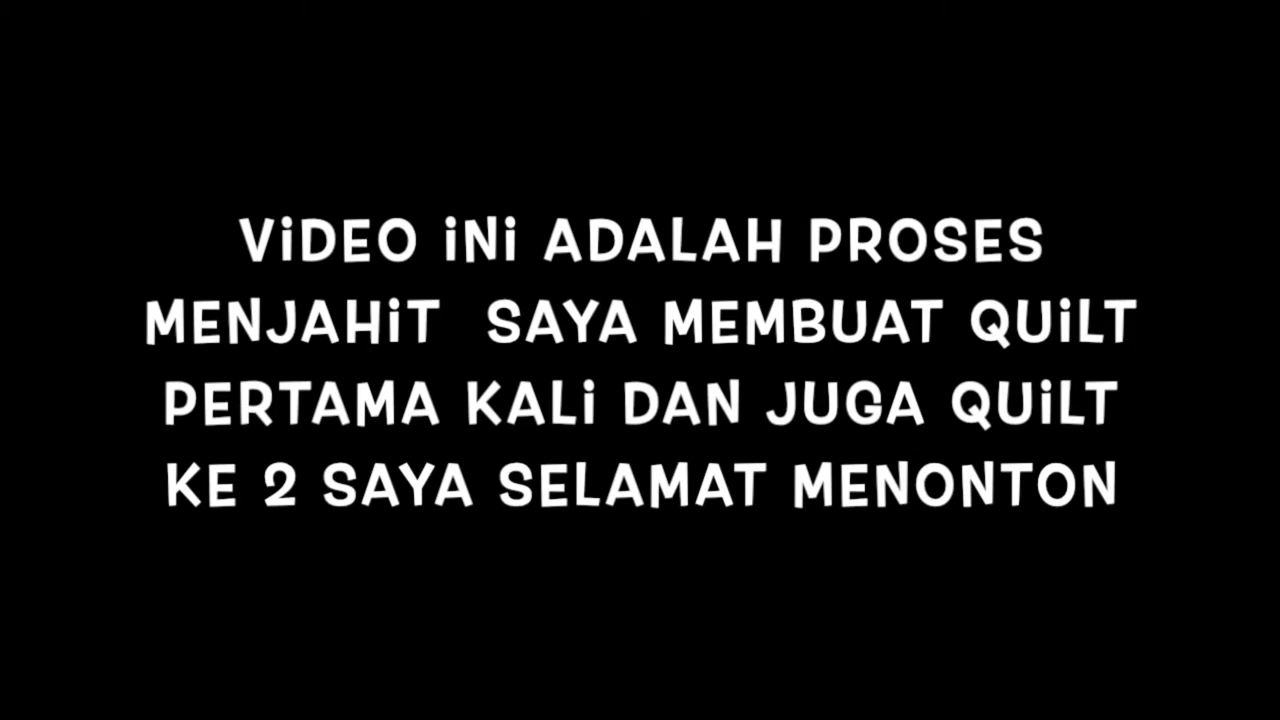 ViDEO iNi ADALAH PROSES
MENJAHiT SAYA MEMBUAT QUiLT
PERTAMA KALi DAN JUGA QUiLT
KE 2 SAYA SELAMAT MENONTON